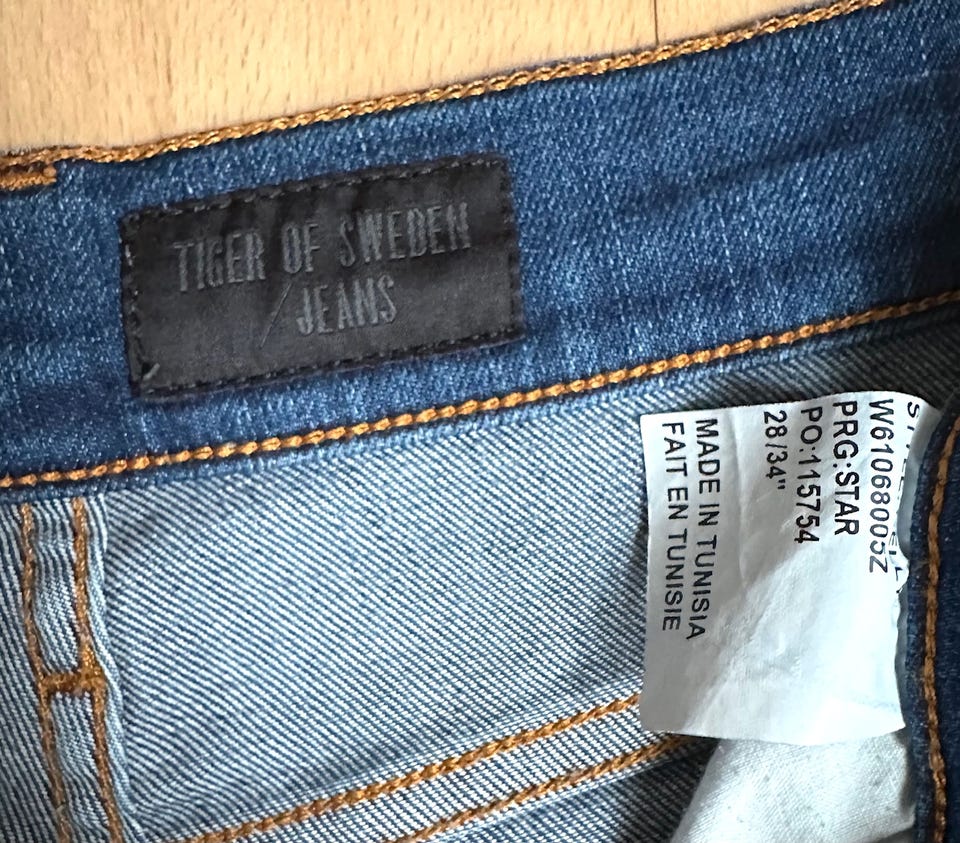 TIGER OF SWEDEN
/ JEANS
W61068005Z
PRG:STAR
PO:115754
28/34"
MADE IN TUNISIA
FAIT EN TUNISIE